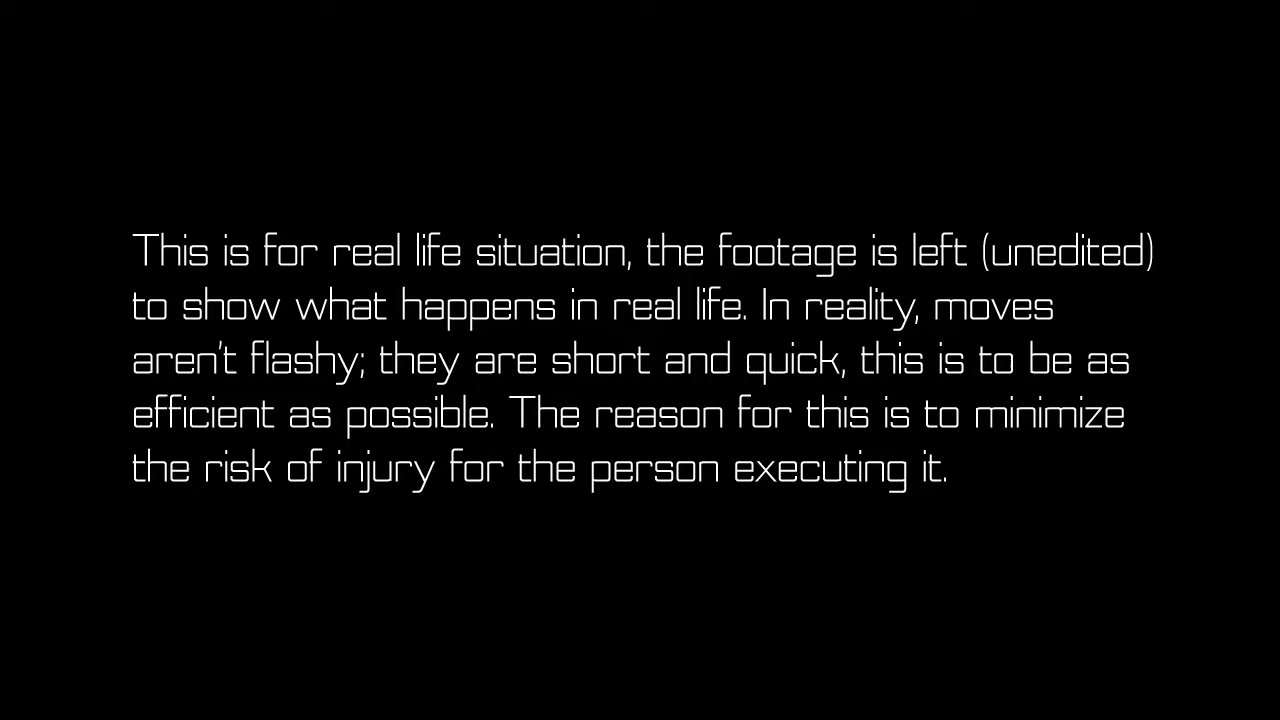 This is for real life situation, the footage is left (unedited)
to show what happens in real life. In reality, moves
aren't flashy; they are short and quick, this is to be as
efficient as possible. The reason for this is to minimize
the risk of injury for the person executing it.